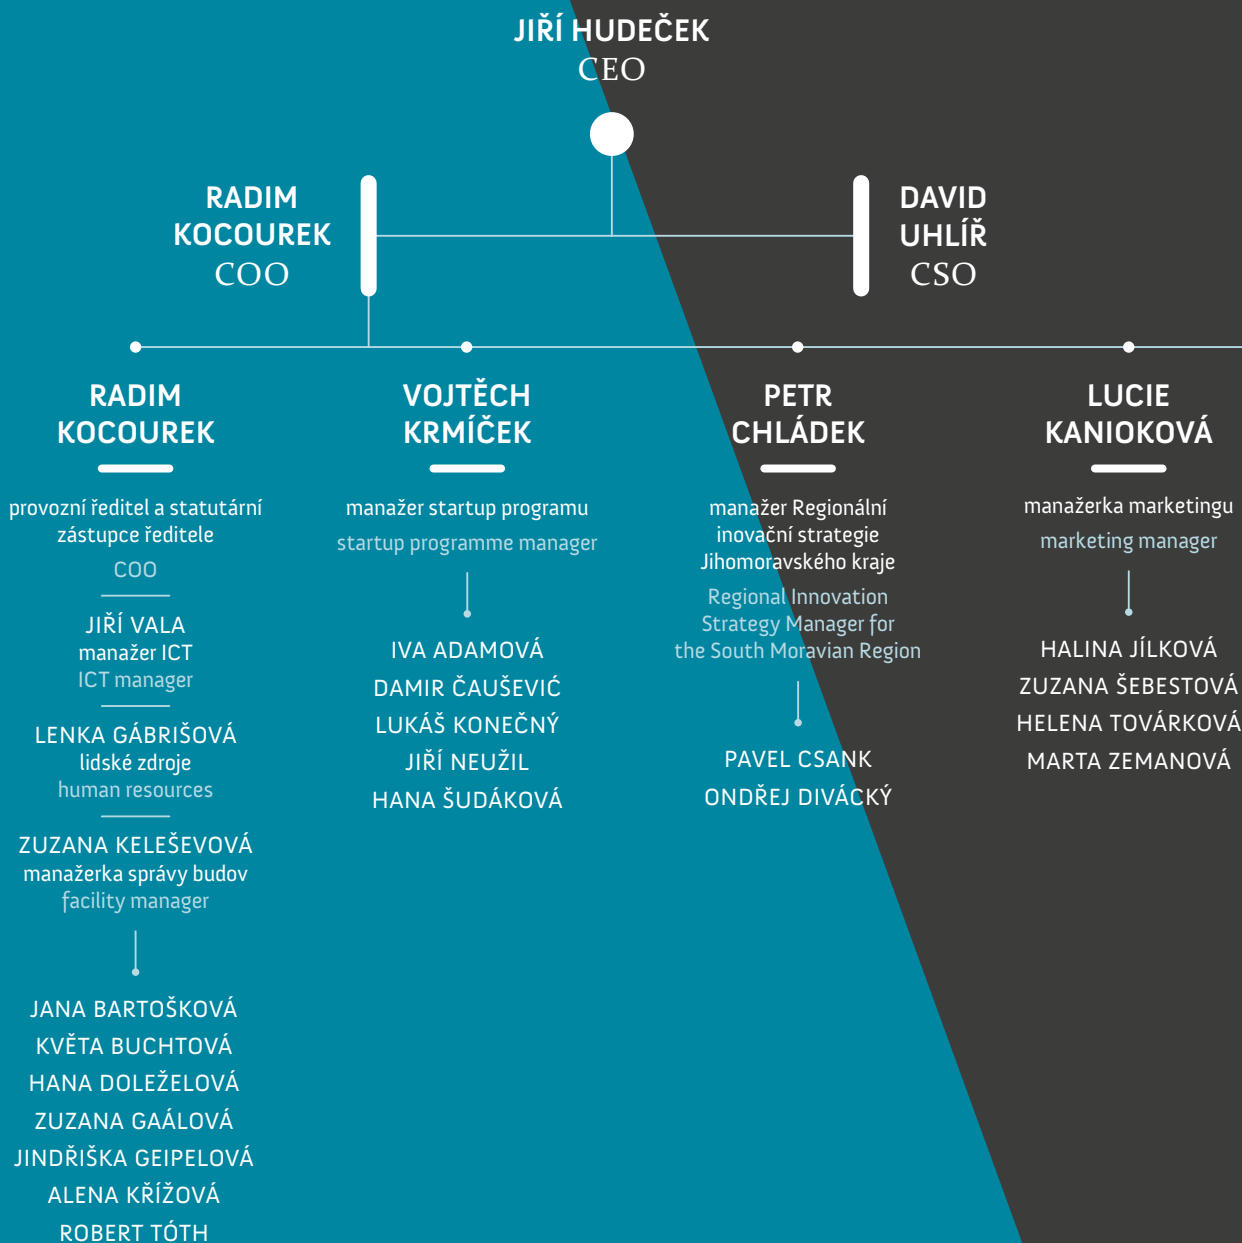 JIŘÍ HUDEČEK
CEO
RADIM
KOCOUREK
COO
DAVID
UHLÍŘ
CSO
RADIM
KOCOUREK
provozní ředitel a statutární
zástupce ředitele
COO
JIŘÍ VALA
manažer ICT
ICT manager
LENKA GÁBRIŠOVÁ
lidské zdroje
human resources
ZUZANA KELEŠEVOVÁ
manažerka správy budov
facility manager
JANA BARTOŠKOVÁ
KVĚTA BUCHTOVÁ
HANA DOLEŽELOVÁ
ZUZANA GAÁLOVÁ
JINDŘIŠKA GEIPELOVÁ
ALENA KŘÍŽOVÁ
ROBERT TÓTH
VOJTĚCH
KRMÍČEK
manažer startup programu
startup programme manager
IVA ADAMOVÁ
DAMIR ČAUŠEVIĆ
LUKÁŠ KONEČNÝ
JIŘÍ NEUŽIL
HANA ŠUDÁKOVÁ
PETR
CHLÁDEK
manažer Regionální
inovační strategie
Jihomoravského kraje
Regional Innovation
Strategy Manager for
the South Moravian Region
PAVEL CSANK
ONDŘEJ DIVÁCKÝ
LUCIE
KANIOKOVÁ
manažerka marketingu
marketing manager
HALINA JÍLKOVÁ
ZUZANA ŠEBESTOVÁ
HELENA TOVÁRKOVÁ
MARTA ZEMANOVÁ